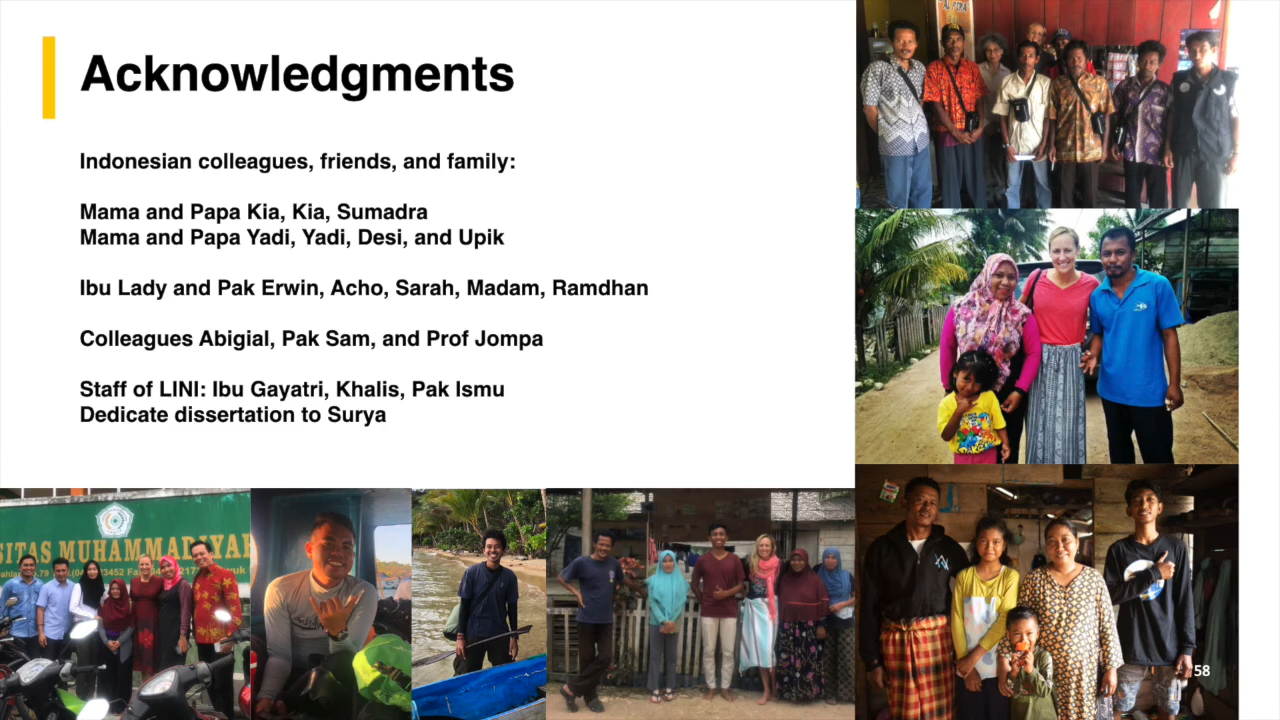 Acknowledgments
Indonesian colleagues, friends, and family:
Mama and Papa Kia, Kia, Sumadra
Mama and Papa Yadi, Yadi, Desi, and Upik
Ibu Lady and Pak Erwin, Acho, Sarah, Madam, Ramdhan
Colleagues Abigial, Pak Sam, and Prof Jompa
Staff of LINI: Ibu Gayatri, Khalis, Pak Ismu
Dedicate dissertation to Surya
SITAS MUHAMMADIYAH
58